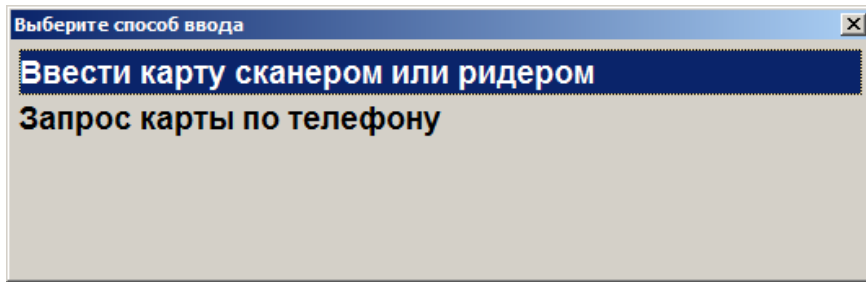 Выберите способ ввода
Ввести карту сканером или ридером
Запрос карты по телефону